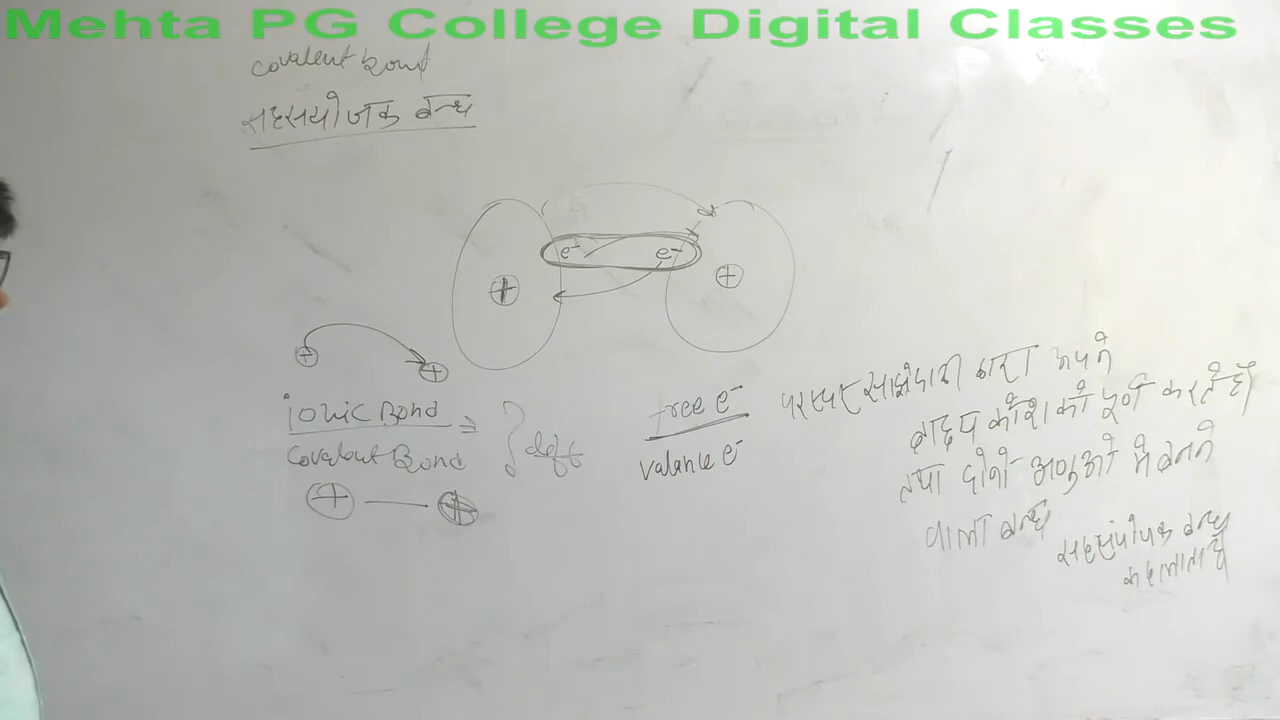 Mehta PG College Digital Classes
covalent Bond
सहसयोजक बन्ध
e⁻ e⁻
+ +
+ +
ionic Bond
covalent Bond
diff
+ +
free e⁻
valance e⁻
परस्पर साझेदारी द्वारा अपने
बाह्य कोश को पूर्ण करते हैं
तथा दोनो अणुओ मे बनने
वाला बन्ध
सहसंयोजक बन्ध
कहलाता है